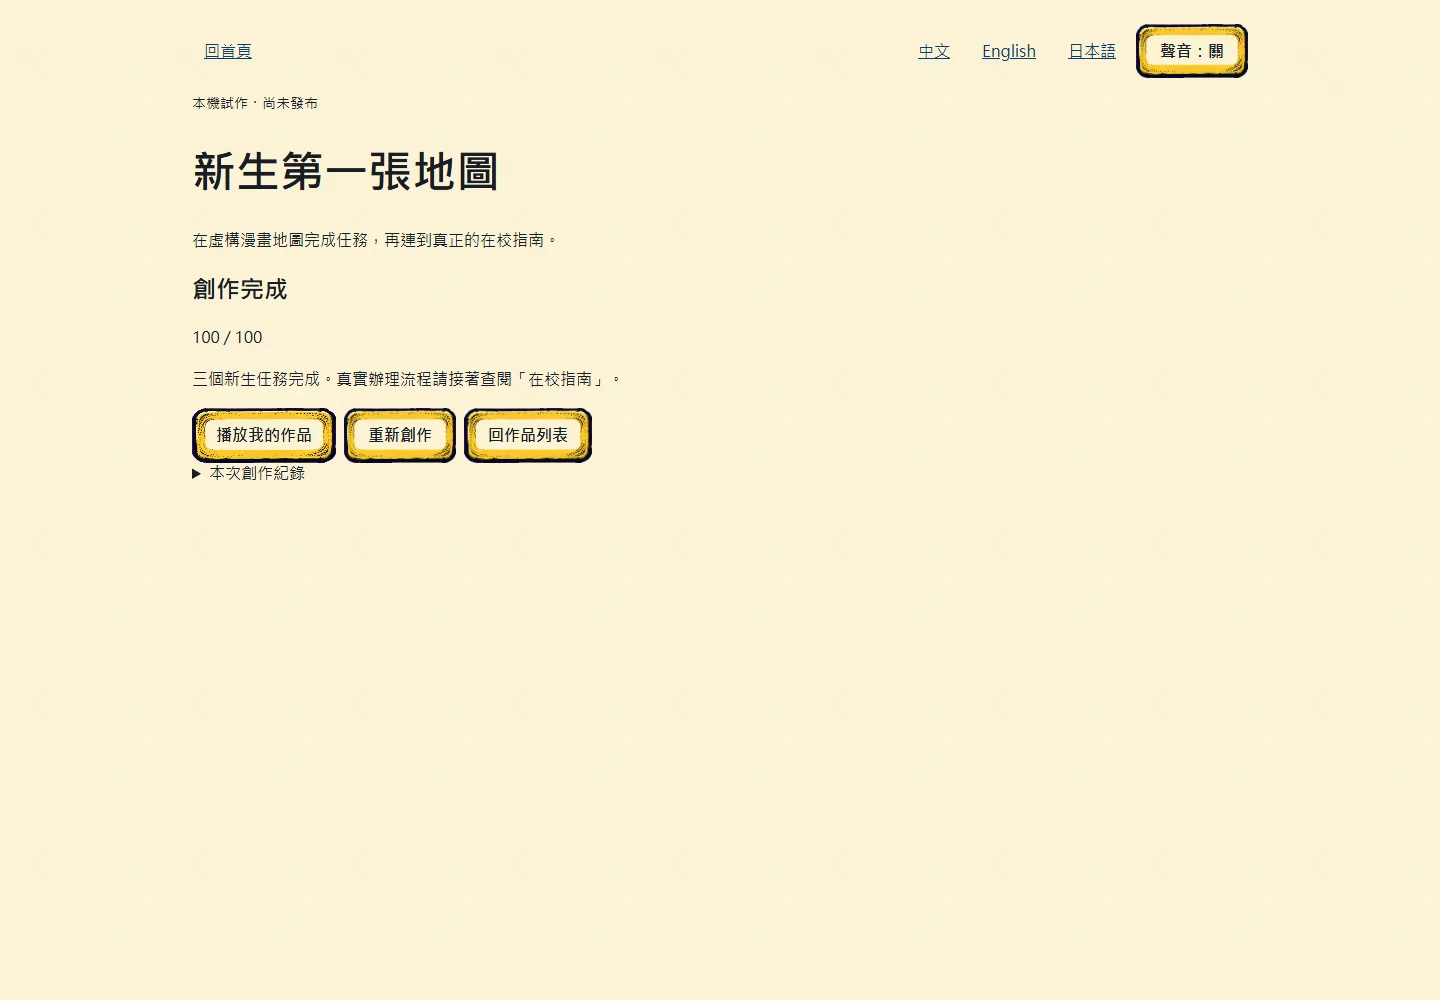 回首頁
中文 English 日本語 聲音：關
本機試作・尚未發布
新生第一張地圖
在虛構漫畫地圖完成任務，再連到真正的在校指南。
創作完成
100 / 100
三個新生任務完成。真實辦理流程請接著查閱「在校指南」。
播放我的作品 重新創作 回作品列表
本次創作紀錄